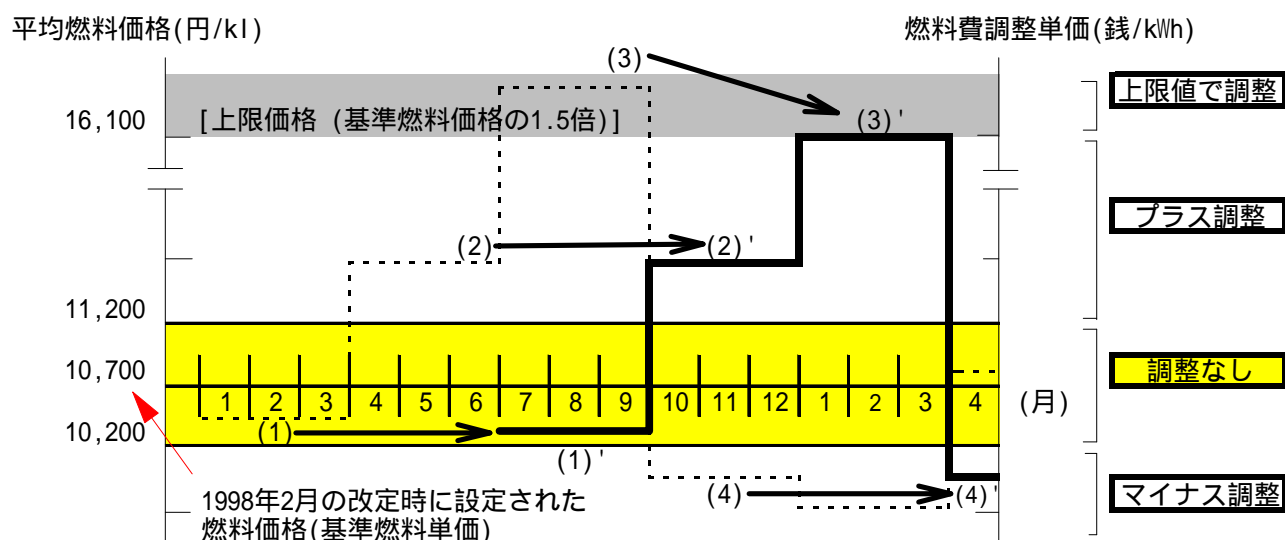 平均燃料価格(円/kl)
燃料費調整単価(銭/kWh)
(3)
上限値で調整
16,100
[上限価格 (基準燃料価格の1.5倍)]
(3)'
プラス調整
(2)
(2)'
11,200
10,700
調整なし
1 2 3 4 5 6 7 8 9 10 11 12 1 2 3 4
(月)
10,200
(1)
(1)'
1998年2月の改定時に設定された
燃料価格(基準燃料単価)
(4)
(4)'
マイナス調整